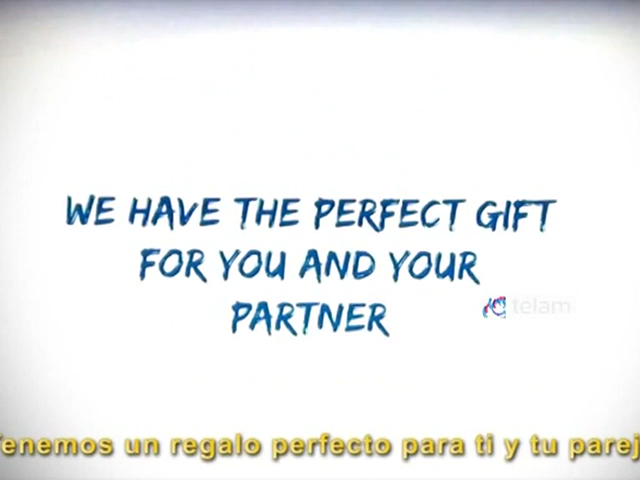 WE HAVE THE PERFECT GIFT
FOR YOU AND YOUR
PARTNER
telam
Tenemos un regalo perfecto para ti y tu parej